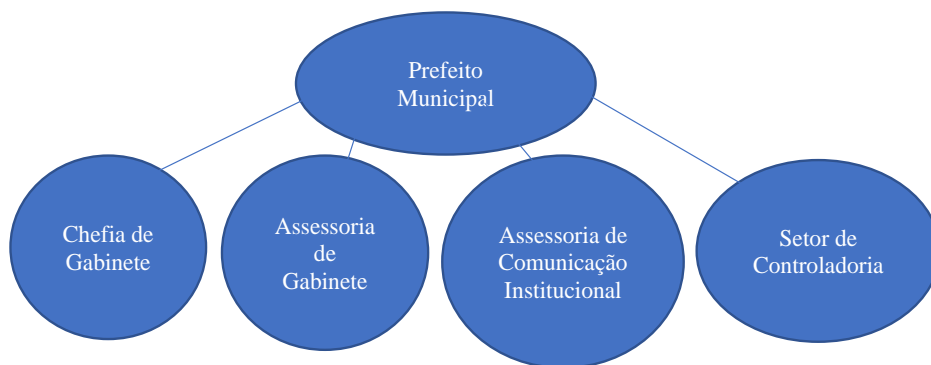 Prefeito
Municipal
Chefia de
Gabinete
Assessoria
de
Gabinete
Assessoria de
Comunicação
Institucional
Setor de
Controladoria